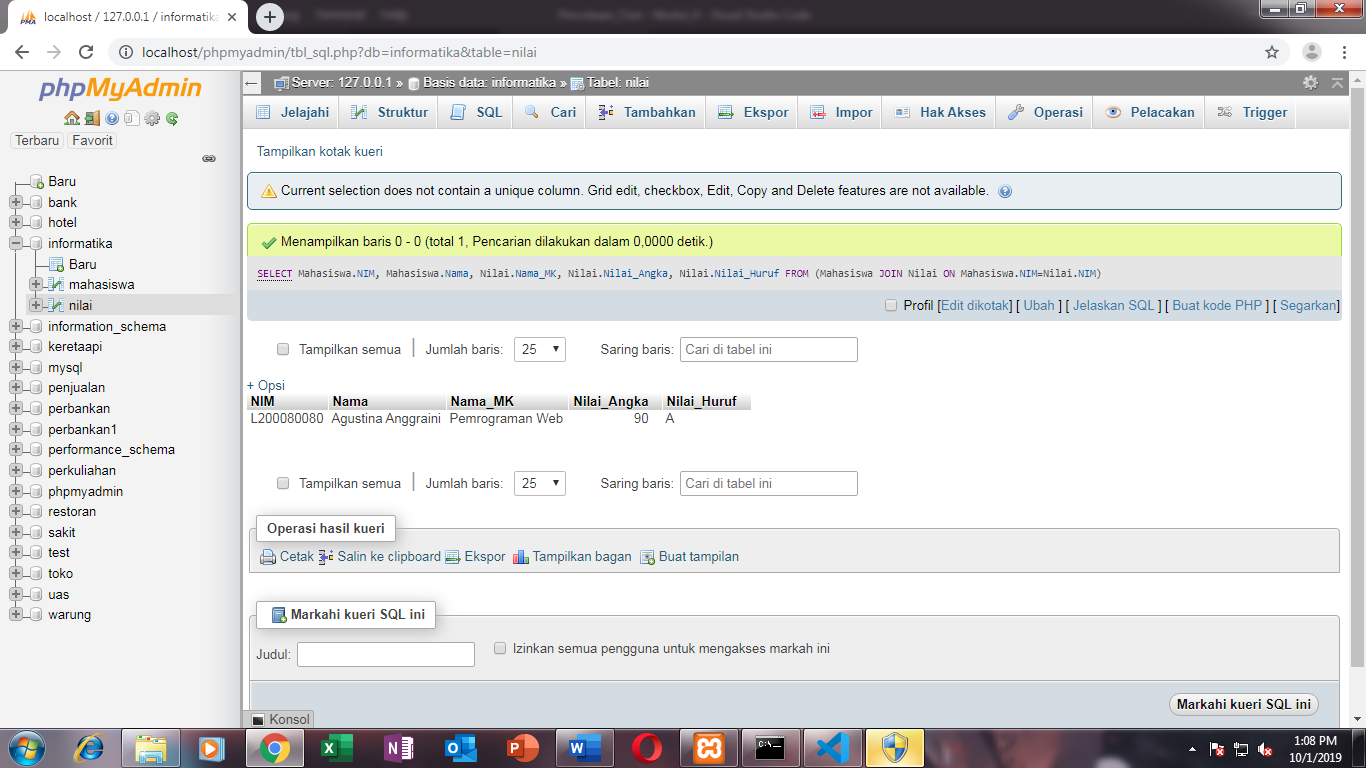 localhost / 127.0.0.1 / informatika
localhost/phpmyadmin/tbl_sql.php?db=informatika&table=nilai
phpMyAdmin
Terbaru Favorit
Baru
bank
hotel
informatika
Baru
mahasiswa
nilai
information_schema
keretaapi
mysql
penjualan
perbankan
perbankan1
performance_schema
perkuliahan
phpmyadmin
restoran
sakit
test
toko
uas
warung
Server: 127.0.0.1 » Basis data: informatika » Tabel: nilai
Jelajahi Struktur SQL Cari Tambahkan Ekspor Impor Hak Akses Operasi Pelacakan Trigger
Tampilkan kotak kueri
Current selection does not contain a unique column. Grid edit, checkbox, Edit, Copy and Delete features are not available.
Menampilkan baris 0 - 0 (total 1, Pencarian dilakukan dalam 0,0000 detik.)
SELECT Mahasiswa.NIM, Mahasiswa.Nama, Nilai.Nama_MK, Nilai.Nilai_Angka, Nilai.Nilai_Huruf FROM (Mahasiswa JOIN Nilai ON Mahasiswa.NIM=Nilai.NIM)
Profil [Edit dikotak] [ Ubah ] [ Jelaskan SQL ] [ Buat kode PHP ] [ Segarkan]
Tampilkan semua | Jumlah baris: 25 Saring baris: Cari di tabel ini
+ Opsi
NIM Nama Nama_MK Nilai_Angka Nilai_Huruf
L200080080 Agustina Anggraini Pemrograman Web 90 A
Tampilkan semua | Jumlah baris: 25 Saring baris: Cari di tabel ini
Operasi hasil kueri
Cetak Salin ke clipboard Ekspor Tampilkan bagan Buat tampilan
Markahi kueri SQL ini
Judul: Izinkan semua pengguna untuk mengakses markah ini
Markahi kueri SQL ini
Konsol
1:08 PM
10/1/2019